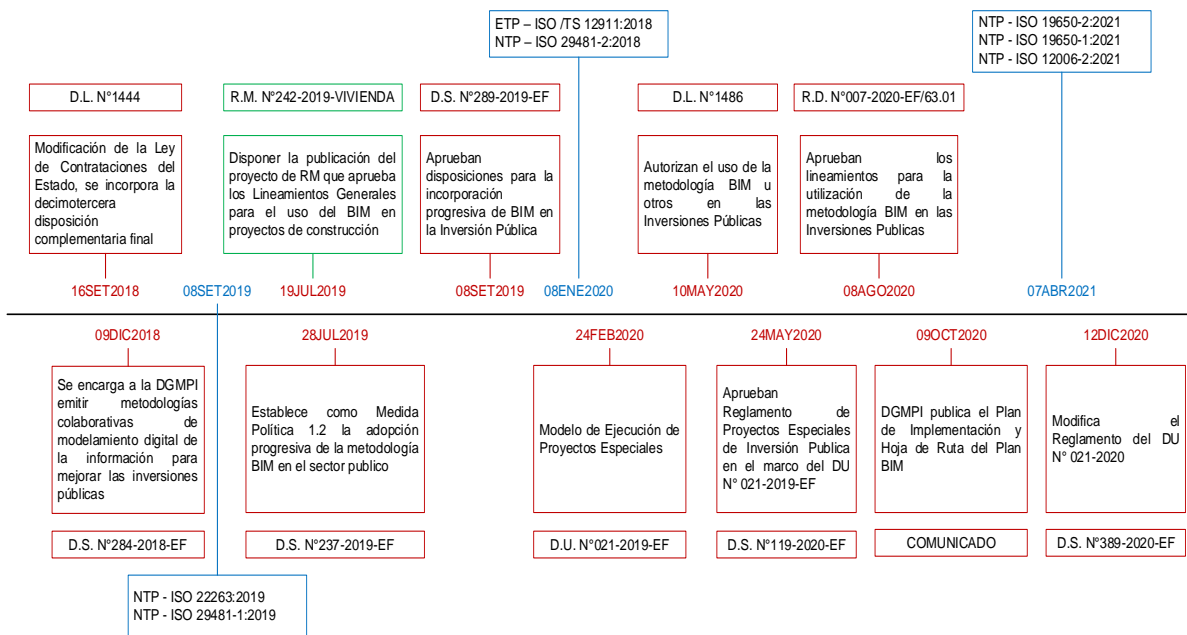 ETP – ISO /TS 12911:2018
NTP – ISO 29481-2:2018
NTP - ISO 19650-2:2021
NTP - ISO 19650-1:2021
NTP - ISO 12006-2:2021
D.L. N°1444
R.M. N°242-2019-VIVIENDA
D.S. N°289-2019-EF
D.L. N°1486
R.D. N°007-2020-EF/63.01
Modificación de la Ley
de Contrataciones del
Estado, se incorpora la
decimotercera
disposición
complementaria final
Disponer la publicación del
proyecto de RM que aprueba
los Lineamientos Generales
para el uso del BIM en
proyectos de construcción
Aprueban
disposiciones para la
incorporación
progresiva de BIM en
la Inversión Pública
Autorizan el uso de la
metodología BIM u
otros en las
Inversiones Públicas
Aprueban los
lineamientos para la
utilización de la
metodología BIM en las
Inversiones Publicas
16SET2018
08SET2019
19JUL2019
08SET2019
08ENE2020
10MAY2020
08AGO2020
07ABR2021
09DIC2018
28JUL2019
24FEB2020
24MAY2020
09OCT2020
12DIC2020
Se encarga a la DGMPI
emitir metodologías
colaborativas de
modelamiento digital de
la información para
mejorar las inversiones
públicas
Establece como Medida
Política 1.2 la adopción
progresiva de la metodología
BIM en el sector publico
Modelo de Ejecución de
Proyectos Especiales
Aprueban
Reglamento de
Proyectos Especiales
de Inversión Publica
en el marco del DU
N° 021-2019-EF
DGMPI publica el Plan
de Implementación y
Hoja de Ruta del Plan
BIM
Modifica el
Reglamento del DU
N° 021-2020
D.S. N°284-2018-EF
D.S. N°237-2019-EF
D.U. N°021-2019-EF
D.S. N°119-2020-EF
COMUNICADO
D.S. N°389-2020-EF
NTP - ISO 22263:2019
NTP - ISO 29481-1:2019